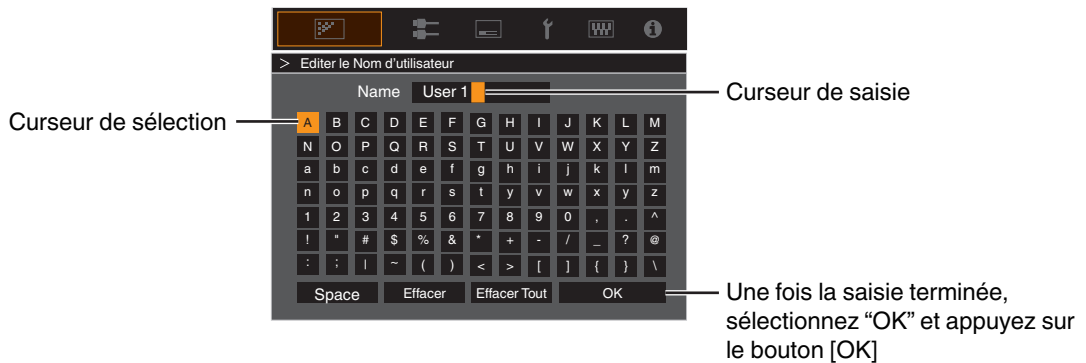 > Editer le Nom d'utilisateur
Name User 1
Curseur de saisie
Curseur de sélection
A B C D E F G H I J K L M
N O P Q R S T U V W X Y Z
a b c d e f g h i j k l m
n o p q r s t y v w x y z
1 2 3 4 5 6 7 8 9 0 , . ^
! " # $ % & * + - / _ ? @
: ; | ~ ( ) < > [ ] { } \
Space Effacer Effacer Tout OK
Une fois la saisie terminée,
sélectionnez “OK” et appuyez sur
le bouton [OK]